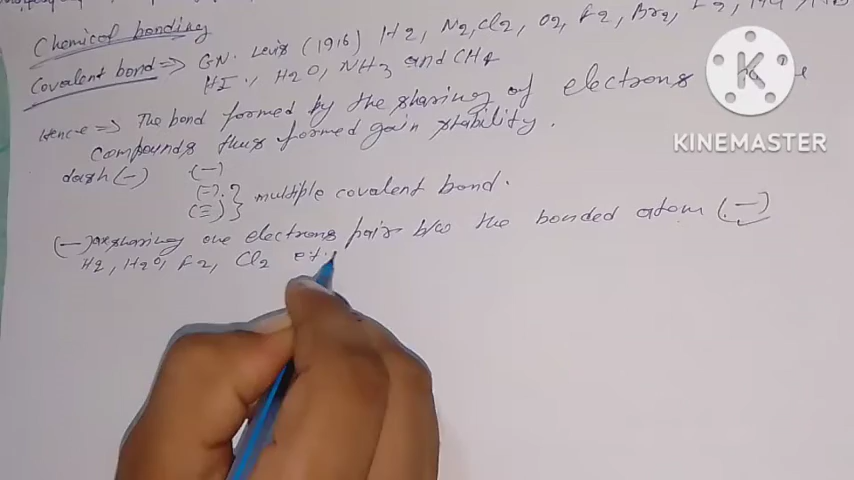 Chemical bonding
Covalent bond => G.N. Levis (1916) H2, N2, Cl2, O2, F2, Br2,
HI., H2O, NH3 and CH4
Hence => The bond formed by the sharing of electrons
compounds thus formed gain stability.
dash (-) (-)
(=)
(≡) } multiple covalent bond.
(-) sharing one electrons pair b/w the bonded atom (-)
H2, H2O, F2, Cl2 et
K
KINEMASTER